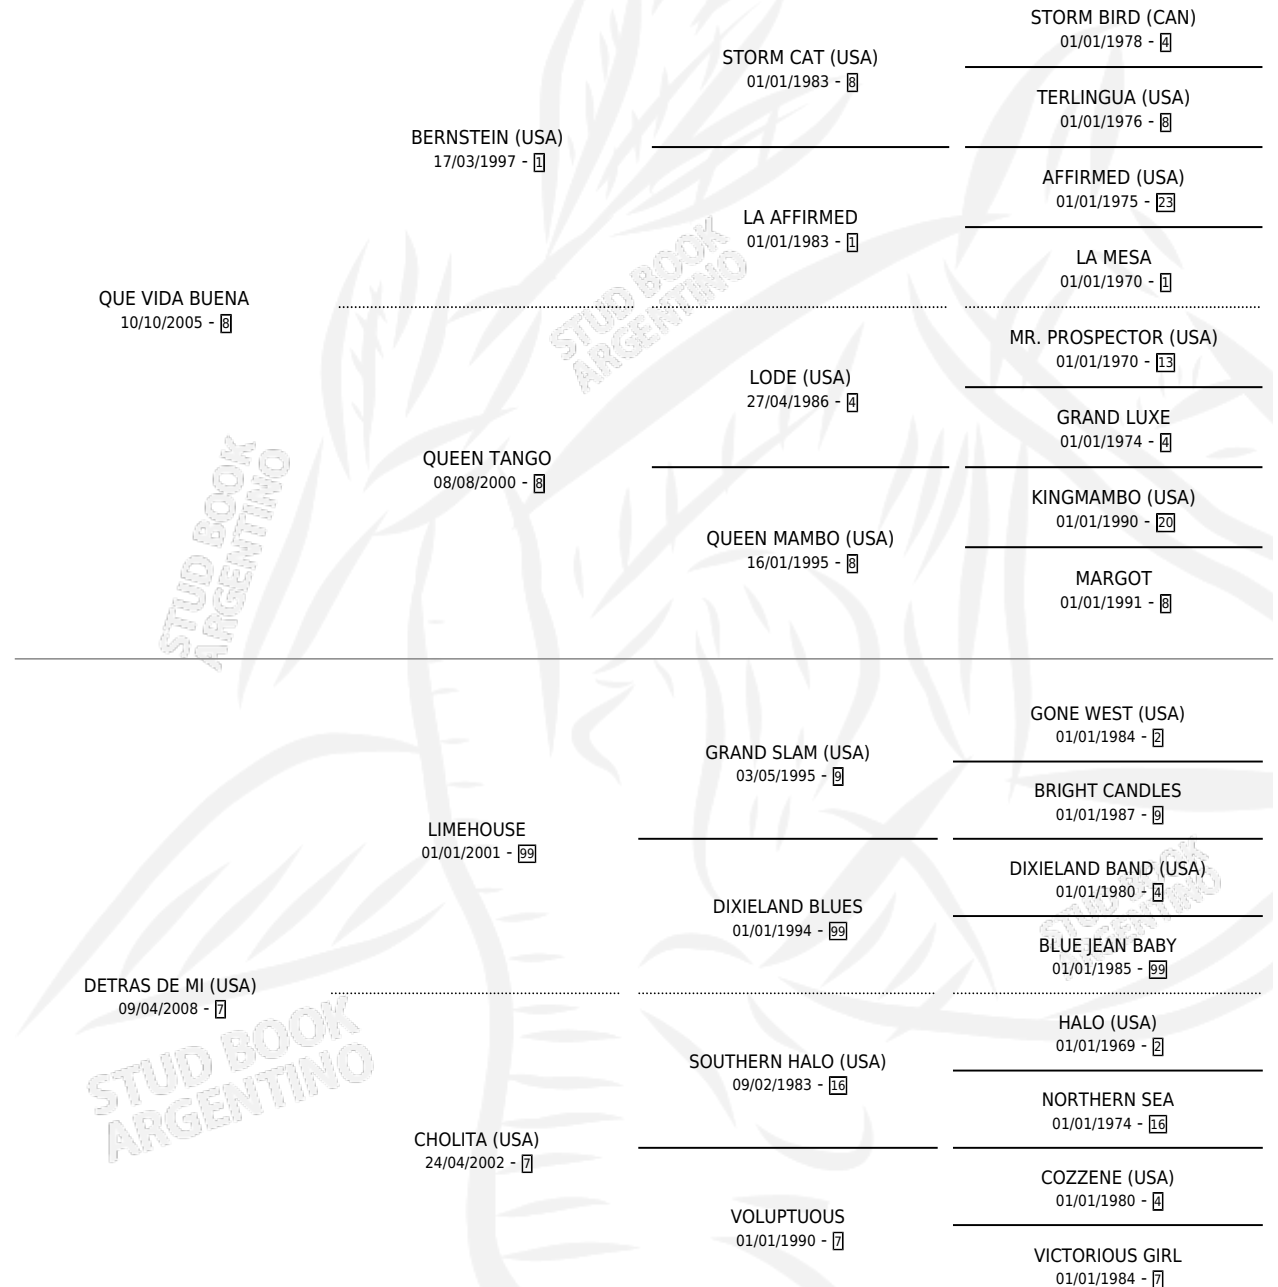 STORM BIRD (CAN)
01/01/1978 - 4
STORM CAT (USA)
01/01/1983 - 8
TERLINGUA (USA)
01/01/1976 - 8
BERNSTEIN (USA)
17/03/1997 - 1
AFFIRMED (USA)
01/01/1975 - 23
LA AFFIRMED
01/01/1983 - 1
LA MESA
01/01/1970 - 1
QUE VIDA BUENA
10/10/2005 - 8
MR. PROSPECTOR (USA)
01/01/1970 - 13
LODE (USA)
27/04/1986 - 4
GRAND LUXE
01/01/1974 - 4
QUEEN TANGO
08/08/2000 - 8
KINGMAMBO (USA)
01/01/1990 - 20
QUEEN MAMBO (USA)
16/01/1995 - 8
MARGOT
01/01/1991 - 8
GONE WEST (USA)
01/01/1984 - 2
GRAND SLAM (USA)
03/05/1995 - 9
BRIGHT CANDLES
01/01/1987 - 9
LIMEHOUSE
01/01/2001 - 99
DIXIELAND BAND (USA)
01/01/1980 - 4
DIXIELAND BLUES
01/01/1994 - 99
BLUE JEAN BABY
01/01/1985 - 99
DETRAS DE MI (USA)
09/04/2008 - 7
HALO (USA)
01/01/1969 - 2
SOUTHERN HALO (USA)
09/02/1983 - 16
NORTHERN SEA
01/01/1974 - 16
CHOLITA (USA)
24/04/2002 - 7
COZZENE (USA)
01/01/1980 - 4
VOLUPTUOUS
01/01/1990 - 7
VICTORIOUS GIRL
01/01/1984 - 7
STUD BOOK
ARGENTINO
STUD BOOK
ARGENTINO
STUD BOOK
ARGENTINO
STUD BOOK
ARGENTINO